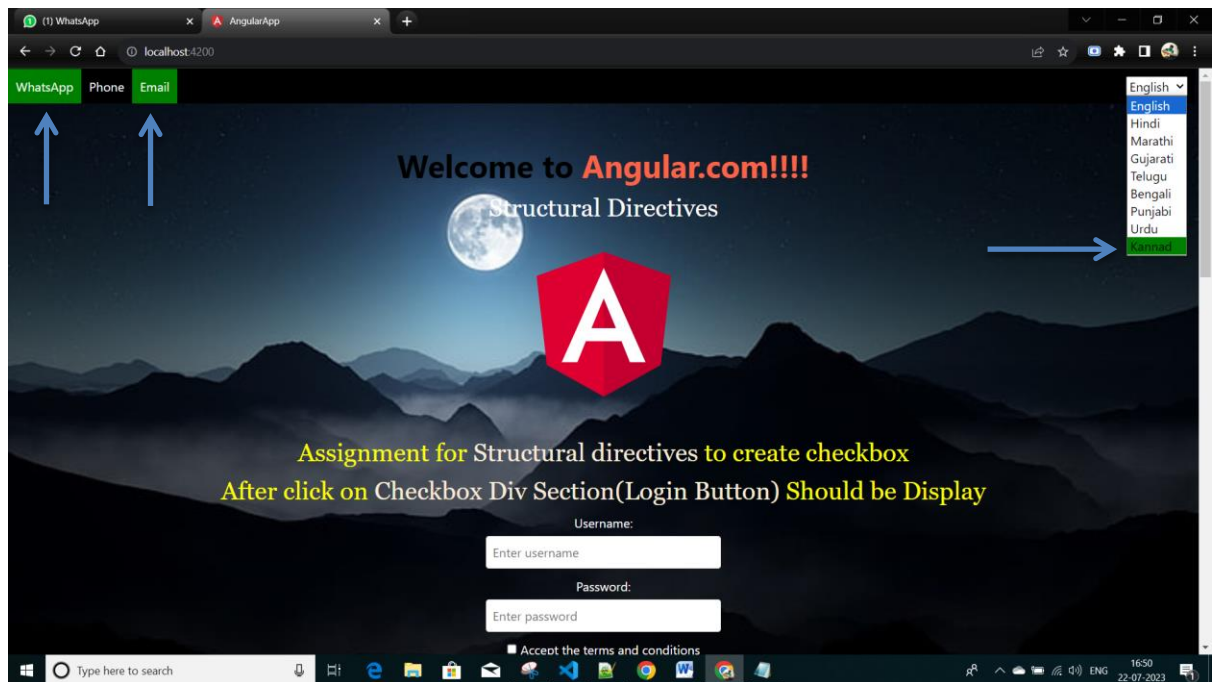 (1) WhatsApp
AngularApp
localhost:4200
WhatsApp Phone Email
English
English
Hindi
Marathi
Gujarati
Telugu
Bengali
Punjabi
Urdu
Kannad
Welcome to Angular.com!!!!
Structural Directives
A
Assignment for Structural directives to create checkbox
After click on Checkbox Div Section(Login Button) Should be Display
Username:
Enter username
Password:
Enter password
Accept the terms and conditions
Type here to search
ENG
16:50
22-07-2023